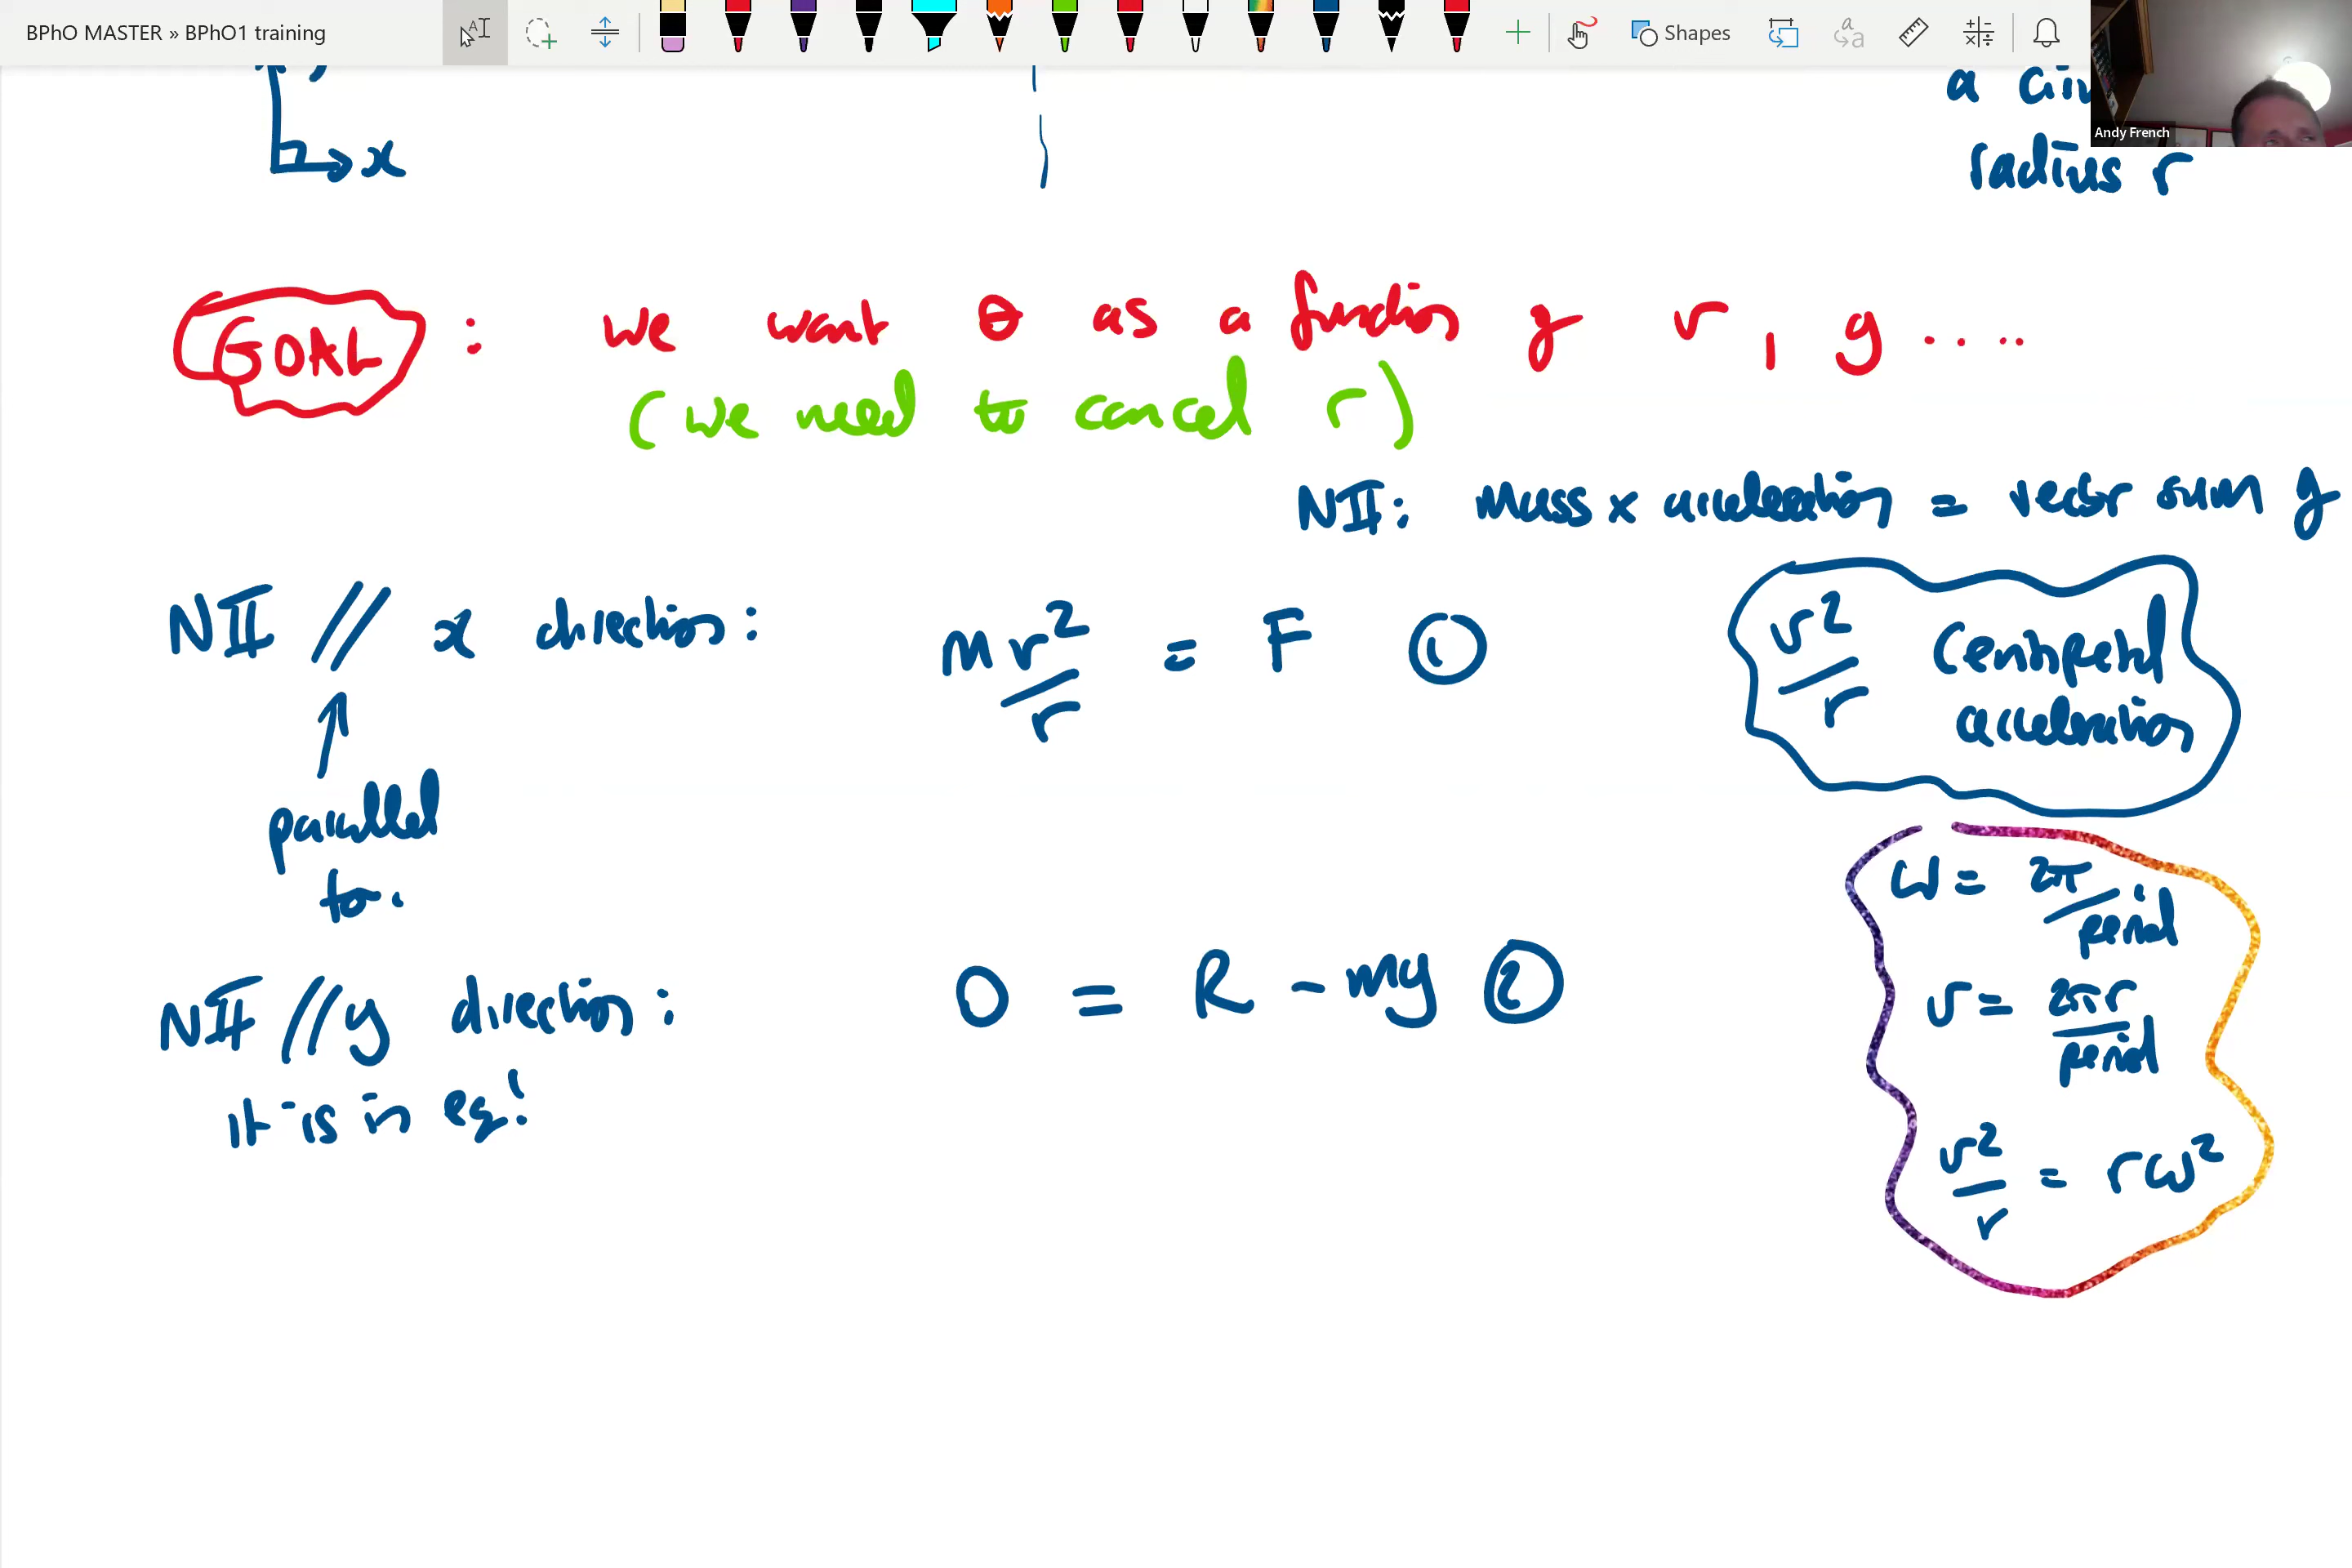 BPhO MASTER » BPhO1 training
Shapes
Andy French
x
radius r
GOAL : we want θ as a function of v, g .....
(we need to cancel r)
NII: mass x acceleration = vector sum of
NII // x direction: m v²/r = F ①
v²/r centripetal acceleration
parallel
to.
ω = 2π/period
NII // y direction: 0 = R - mg ②
v = 2πr/period
it is in eq!
v²/r = rω²